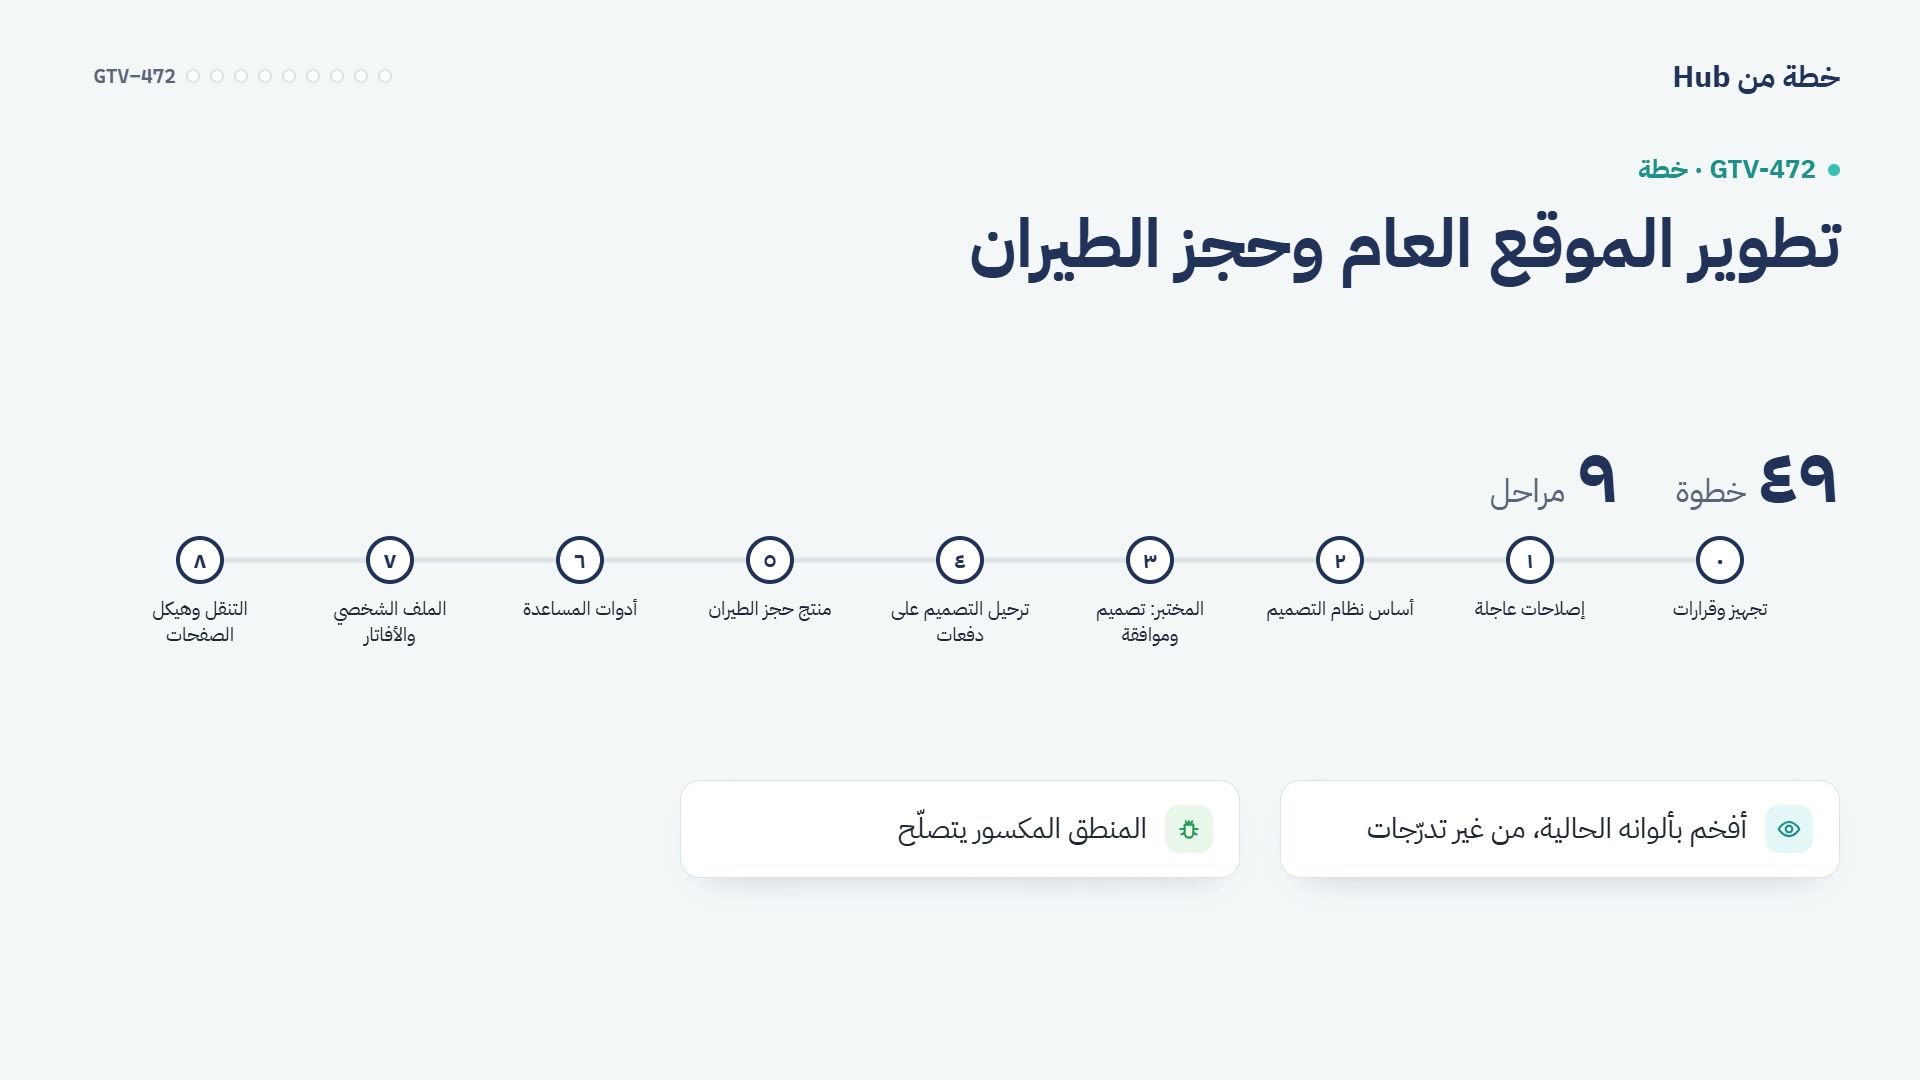 خطة من Hub
GTV–472
GTV-472 · خطة
تطوير الموقع العام وحجز الطيران
٤٩ خطوة
٩ مراحل
٠
تجهيز وقرارات
١
إصلاحات عاجلة
٢
أساس نظام التصميم
٣
المختبر: تصميم
وموافقة
٤
ترحيل التصميم على
دفعات
٥
منتج حجز الطيران
٦
أدوات المساعدة
٧
الملف الشخصي
والأفاتار
٨
التنقل وهيكل
الصفحات
أفخم بألوانه الحالية، من غير تدرّجات
المنطق المكسور يتصلّح